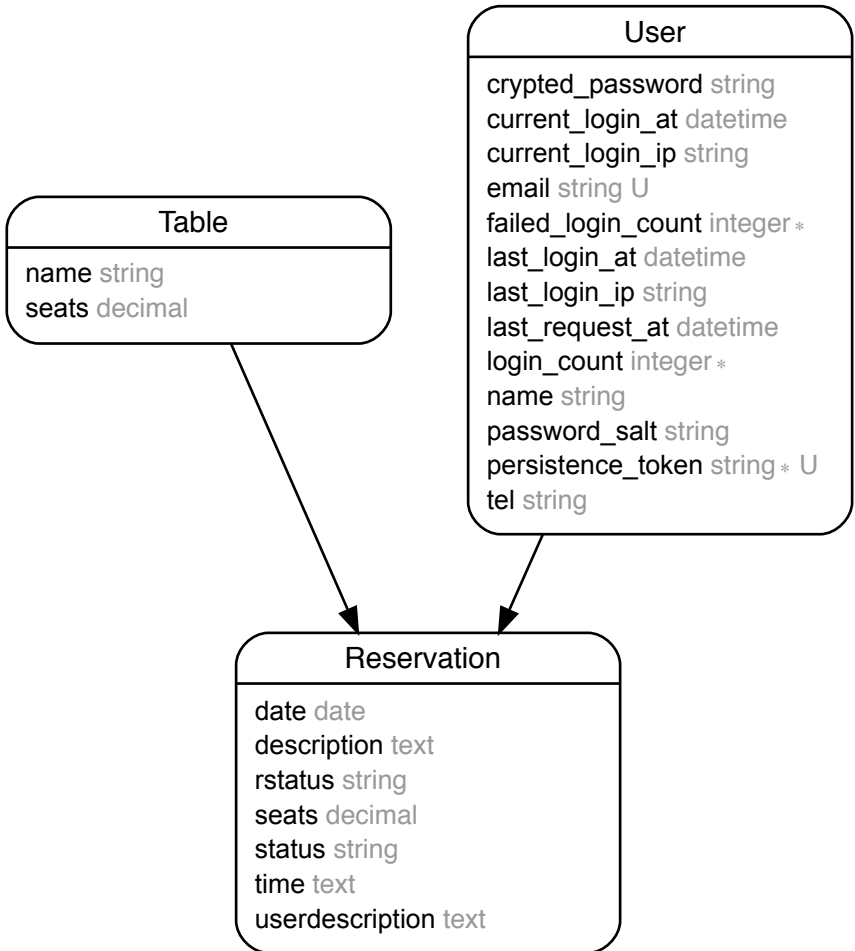 User
crypted_password string
current_login_at datetime
current_login_ip string
email string U
failed_login_count integer *
last_login_at datetime
last_login_ip string
last_request_at datetime
login_count integer *
name string
password_salt string
persistence_token string * U
tel string
Table
name string
seats decimal
Reservation
date date
description text
rstatus string
seats decimal
status string
time text
userdescription text